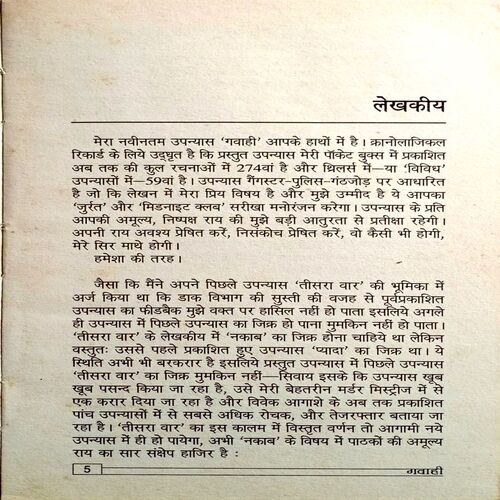 लेखकीय
मेरा नवीनतम उपन्यास 'गवाही' आपके हाथों में है । क्रानोलाजिकल
रिकार्ड के लिये उद्धृत है कि प्रस्तुत उपन्यास मेरी पॉकेट बुक्स में प्रकाशित
अब तक की कुल रचनाओं में 274वां है और थ्रिलर्स में—या 'विविध'
उपन्यासों में—59वां है । उपन्यास गैंगस्टर-पुलिस-गंठजोड़ पर आधारित
है जो कि लेखन में मेरा प्रिय विषय है और मुझे उम्मीद है ये आपका
'जुर्रत' और 'मिडनाइट क्लब' सरीखा मनोरंजन करेगा । उपन्यास के प्रति
आपकी अमूल्य, निष्पक्ष राय की मुझे बड़ी आतुरता से प्रतीक्षा रहेगी ।
अपनी राय अवश्य प्रेषित करें, निसंकोच प्रेषित करें, वो कैसी भी होगी,
मेरे सिर माथे होगी ।
हमेशा की तरह ।
जैसा कि मैंने अपने पिछले उपन्यास 'तीसरा वार' की भूमिका में
अर्ज किया था कि डाक विभाग की सुस्ती की वजह से पूर्वप्रकाशित
उपन्यास का फीडबैक मुझे वक्त पर हासिल नहीं हो पाता इसलिये अगले
ही उपन्यास में पिछले उपन्यास का जिक्र हो पाना मुमकिन नहीं हो पाता ।
'तीसरा वार' के लेखकीय में 'नकाब' का जिक्र होना चाहिये था लेकिन
वस्तुतः उससे पहले प्रकाशित हुए उपन्यास 'प्यादा' का जिक्र था । ये
स्थिति अभी भी बरकरार है इसलिये प्रस्तुत उपन्यास में पिछले उपन्यास
'तीसरा वार' का जिक्र मुमकिन नहीं—सिवाय इसके कि उपन्यास खूब
खूब पसन्द किया जा रहा है, उसे मेरी बेहतरीन मर्डर मिस्ट्रीज में से
एक करार दिया जा रहा है और विवेक आगाशे के अब तक प्रकाशित
पांच उपन्यासों में से सबसे अधिक रोचक, और तेजरफ्तार बताया जा
रहा है । 'तीसरा वार' का इस कालम में विस्तृत वर्णन तो आगामी नये
उपन्यास में ही हो पायेगा, अभी 'नकाब' के विषय में पाठकों की अमूल्य
राय का सार संक्षेप हाजिर है :
5 गवाही